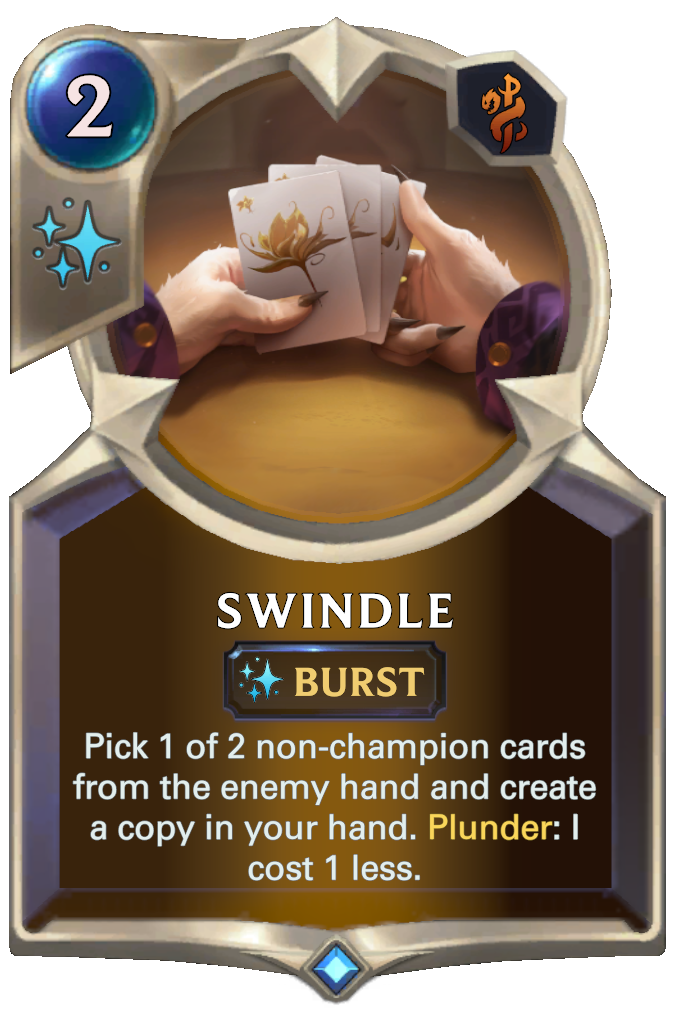 2
SWINDLE
BURST
Pick 1 of 2 non-champion cards
from the enemy hand and create
a copy in your hand. Plunder: I
cost 1 less.